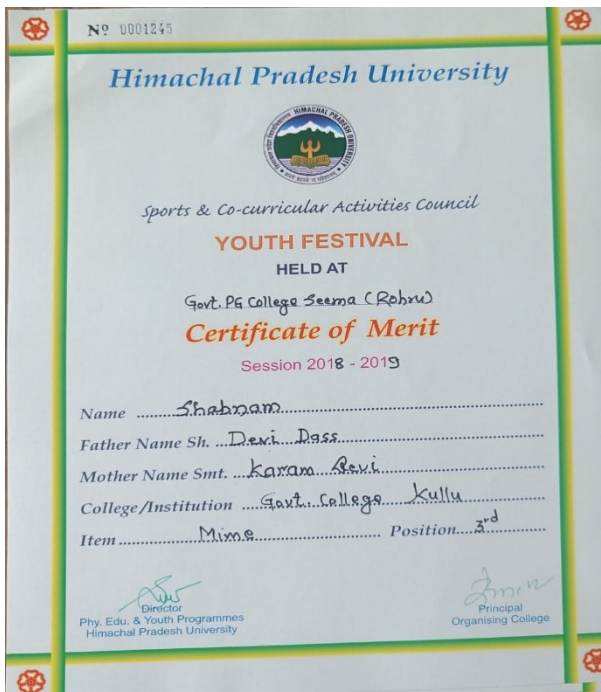 Nº 0001245
Himachal Pradesh University
HIMACHAL PRADESH UNIVERSITY
Sports & Co-curricular Activities Council
YOUTH FESTIVAL
HELD AT
Govt. PG College Seema (Rohru)
Certificate of Merit
Session 2018 - 2019
Name Shabnam
Father Name Sh. Devi Dass
Mother Name Smt. Karam Devi
College/Institution Govt. College Kullu
Item Mime Position 3rd
Director
Phy. Edu. & Youth Programmes
Himachal Pradesh University
Principal
Organising College